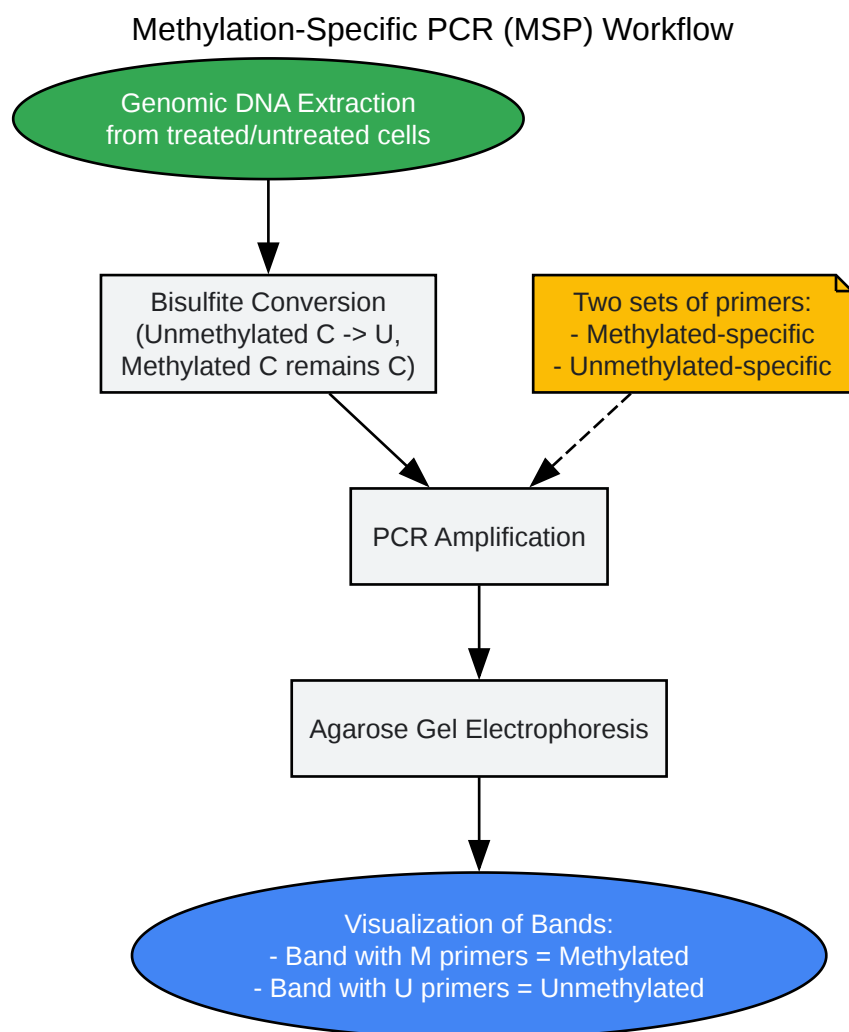 Methylation-Specific PCR (MSP) Workflow
Genomic DNA Extraction
from treated/untreated cells
Bisulfite Conversion
(Unmethylated C -> U,
Methylated C remains C)
Two sets of primers:
- Methylated-specific
- Unmethylated-specific
PCR Amplification
Agarose Gel Electrophoresis
Visualization of Bands:
- Band with M primers = Methylated
- Band with U primers = Unmethylated